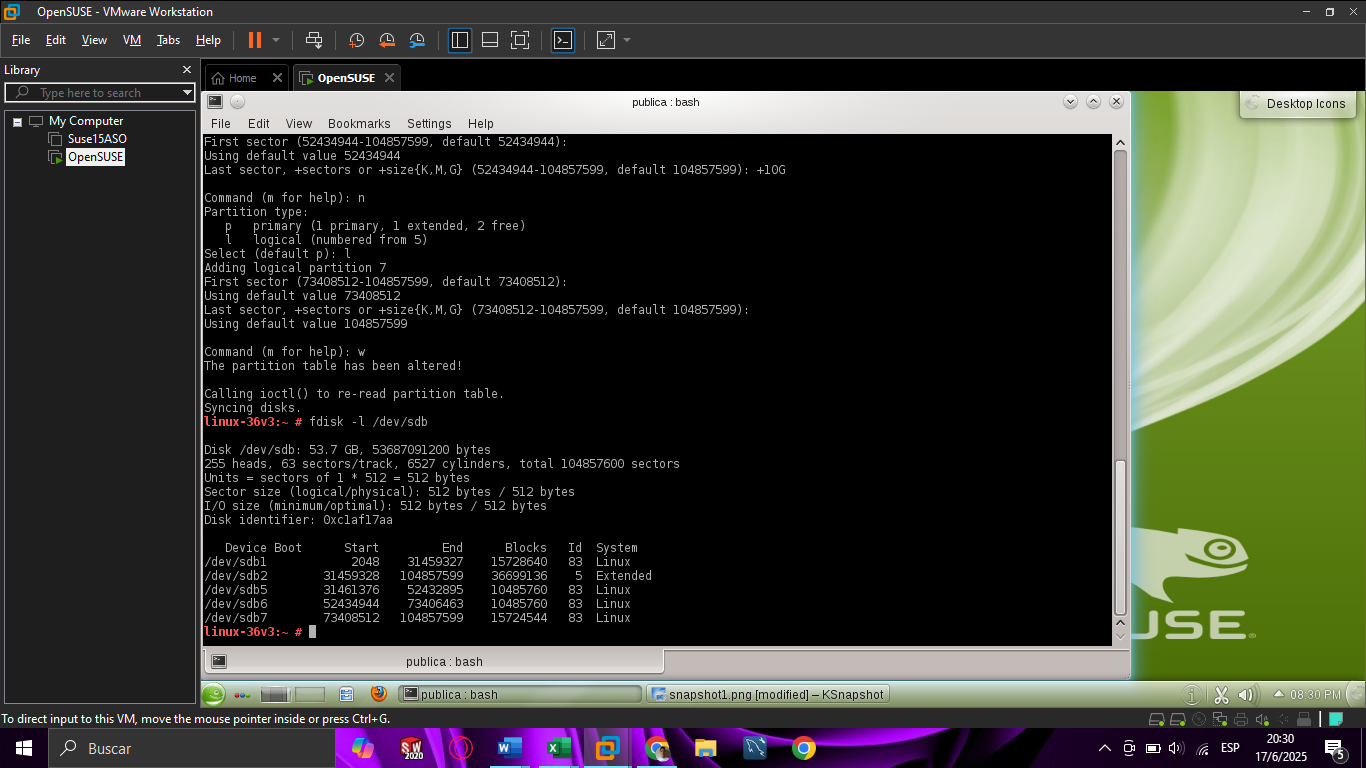 OpenSUSE - VMware Workstation
File Edit View VM Tabs Help
Library
Type here to search
My Computer
Suse15ASO
OpenSUSE
Home
OpenSUSE
publica : bash
File Edit View Bookmarks Settings Help
First sector (52434944-104857599, default 52434944):
Using default value 52434944
Last sector, +sectors or +size{K,M,G} (52434944-104857599, default 104857599): +10G
Command (m for help): n
Partition type:
p primary (1 primary, 1 extended, 2 free)
l logical (numbered from 5)
Select (default p): l
Adding logical partition 7
First sector (73408512-104857599, default 73408512):
Using default value 73408512
Last sector, +sectors or +size{K,M,G} (73408512-104857599, default 104857599):
Using default value 104857599
Command (m for help): w
The partition table has been altered!
Calling ioctl() to re-read partition table.
Syncing disks.
linux-36v3:~ # fdisk -l /dev/sdb
Disk /dev/sdb: 53.7 GB, 53687091200 bytes
255 heads, 63 sectors/track, 6527 cylinders, total 104857600 sectors
Units = sectors of 1 * 512 = 512 bytes
Sector size (logical/physical): 512 bytes / 512 bytes
I/O size (minimum/optimal): 512 bytes / 512 bytes
Disk identifier: 0xc1af17aa
Device Boot Start End Blocks Id System
/dev/sdb1 2048 31459327 15728640 83 Linux
/dev/sdb2 31459328 104857599 36699136 5 Extended
/dev/sdb5 31461376 52432895 10485760 83 Linux
/dev/sdb6 52434944 73406463 10485760 83 Linux
/dev/sdb7 73408512 104857599 15724544 83 Linux
linux-36v3:~ #
publica : bash
Desktop Icons
USE
publica : bash
snapshot1.png [modified] – KSnapshot
08:30 PM
To direct input to this VM, move the mouse pointer inside or press Ctrl+G.
Buscar
SW
2020
ESP
20:30
17/6/2025
5